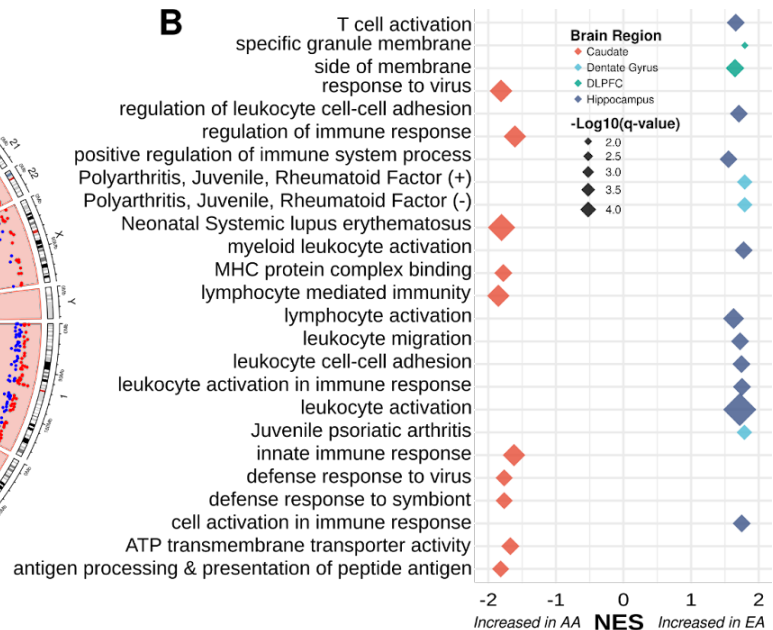 B
T cell activation
specific granule membrane
side of membrane
response to virus
regulation of leukocyte cell-cell adhesion
regulation of immune response
positive regulation of immune system process
Polyarthritis, Juvenile, Rheumatoid Factor (+)
Polyarthritis, Juvenile, Rheumatoid Factor (-)
Neonatal Systemic lupus erythematosus
myeloid leukocyte activation
MHC protein complex binding
lymphocyte mediated immunity
lymphocyte activation
leukocyte migration
leukocyte cell-cell adhesion
leukocyte activation in immune response
leukocyte activation
Juvenile psoriatic arthritis
innate immune response
defense response to virus
defense response to symbiont
cell activation in immune response
ATP transmembrane transporter activity
antigen processing & presentation of peptide antigen
Brain Region
Caudate
Dentate Gyrus
DLPFC
Hippocampus
-Log10(q-value)
2.0
2.5
3.0
3.5
4.0
-2 -1 0 1 2
Increased in AA NES Increased in EA
21
22
X
Y
1